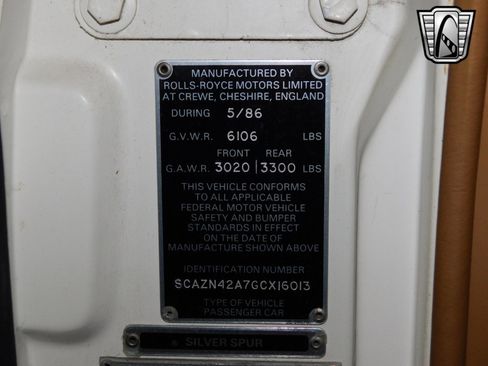 MANUFACTURED BY
ROLLS-ROYCE MOTORS LIMITED
AT CREWE, CHESHIRE, ENGLAND
DURING 5/86
G.V.W.R. 6106 LBS
FRONT REAR
G.A.W.R. 3020 | 3300 LBS
THIS VEHICLE CONFORMS
TO ALL APPLICABLE
FEDERAL MOTOR VEHICLE
SAFETY AND BUMPER
STANDARDS IN EFFECT
ON THE DATE OF
MANUFACTURE SHOWN ABOVE
IDENTIFICATION NUMBER
SCAZN42A7GCX16013
TYPE OF VEHICLE
PASSENGER CAR
SILVER SPUR